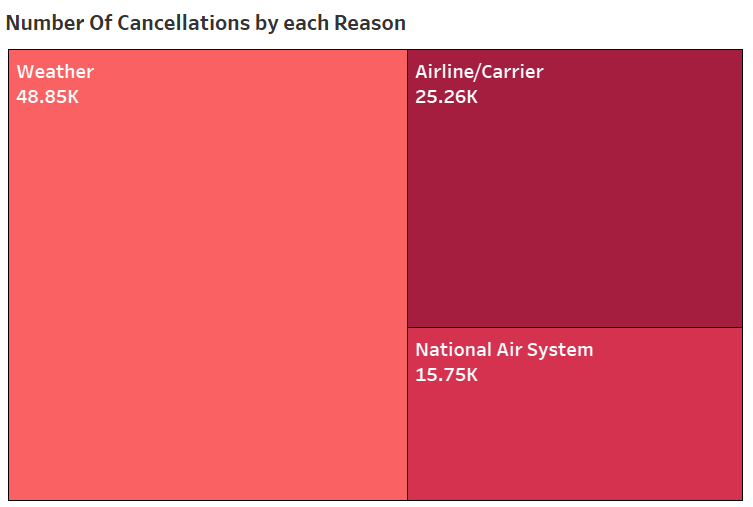 Number Of Cancellations by each Reason
Weather
48.85K
Airline/Carrier
25.26K
National Air System
15.75K